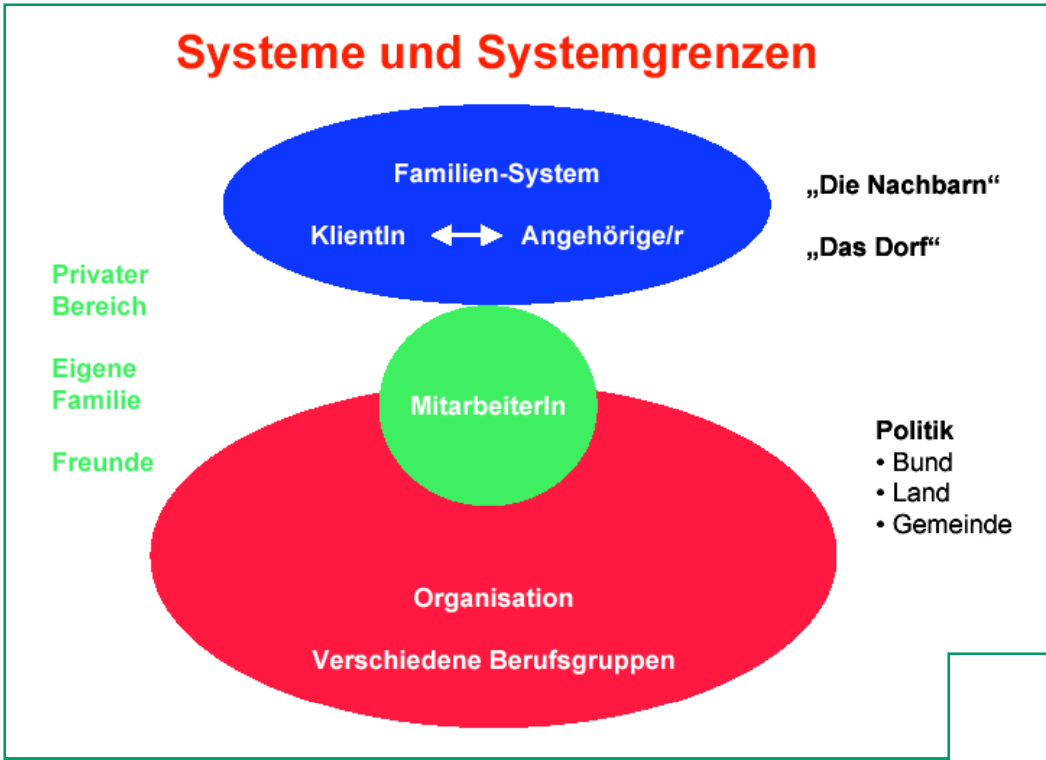 Systeme und Systemgrenzen
Familien-System
KlientIn Angehörige/r
„Die Nachbarn“
„Das Dorf“
Privater
Bereich
Eigene
Familie
Freunde
MitarbeiterIn
Politik
• Bund
• Land
• Gemeinde
Organisation
Verschiedene Berufsgruppen